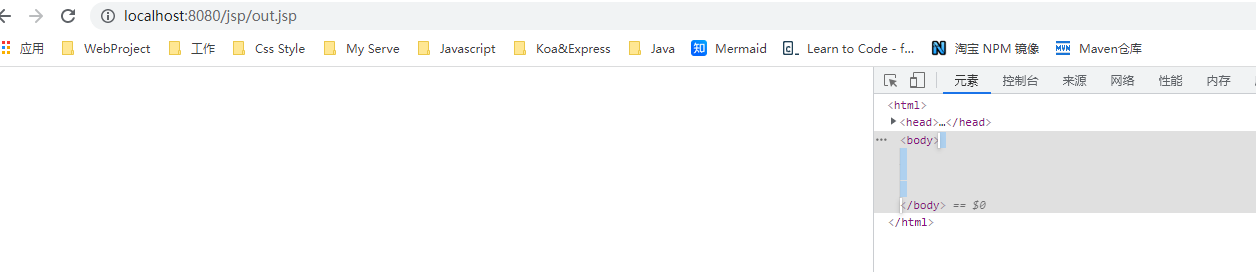 localhost:8080/jsp/out.jsp
应用 WebProject 工作 Css Style My Serve Javascript Koa&Express Java 知 Mermaid Learn to Code - f... N 淘宝 NPM 镜像 MVN Maven仓库
元素 控制台 来源 网络 性能 内存
<html>
<head>…</head>
<body>
</body> == $0
</html>